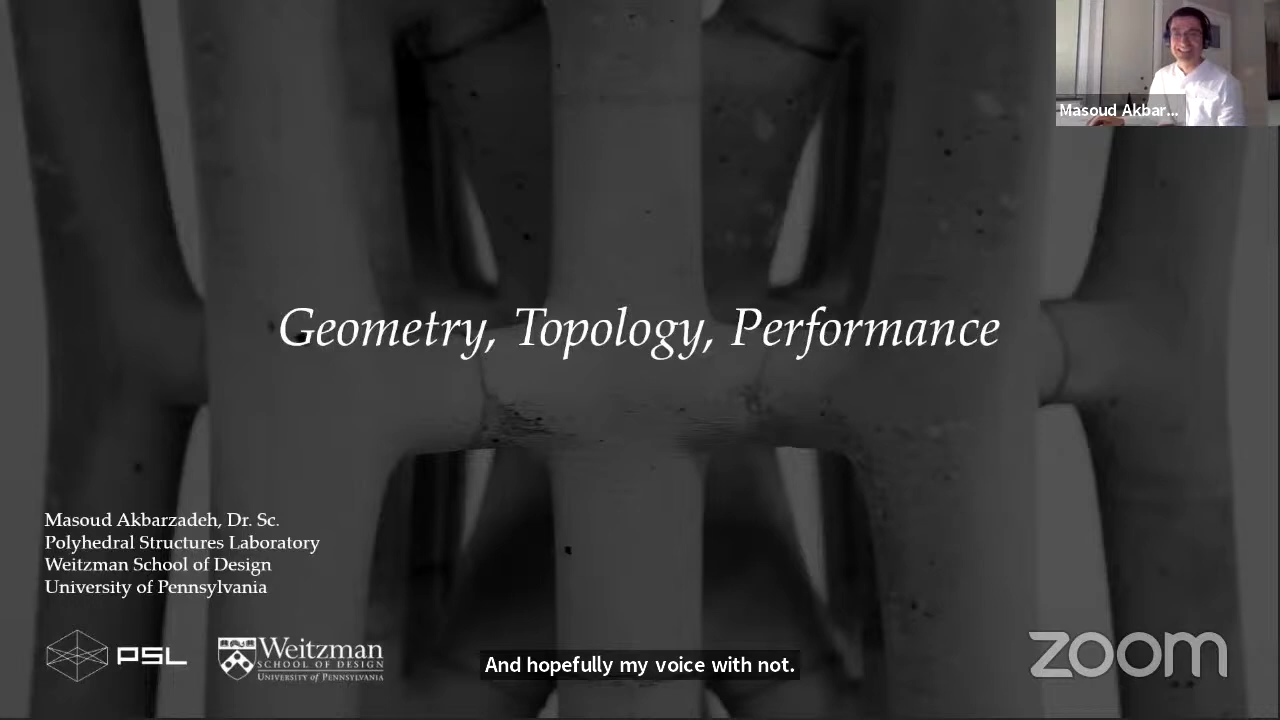 Masoud Akbar...
Geometry, Topology, Performance
Masoud Akbarzadeh, Dr. Sc.
Polyhedral Structures Laboratory
Weitzman School of Design
University of Pennsylvania
PSL
Weitzman
SCHOOL OF DESIGN
UNIVERSITY of PENNSYLVANIA
And hopefully my voice with not.
zoom